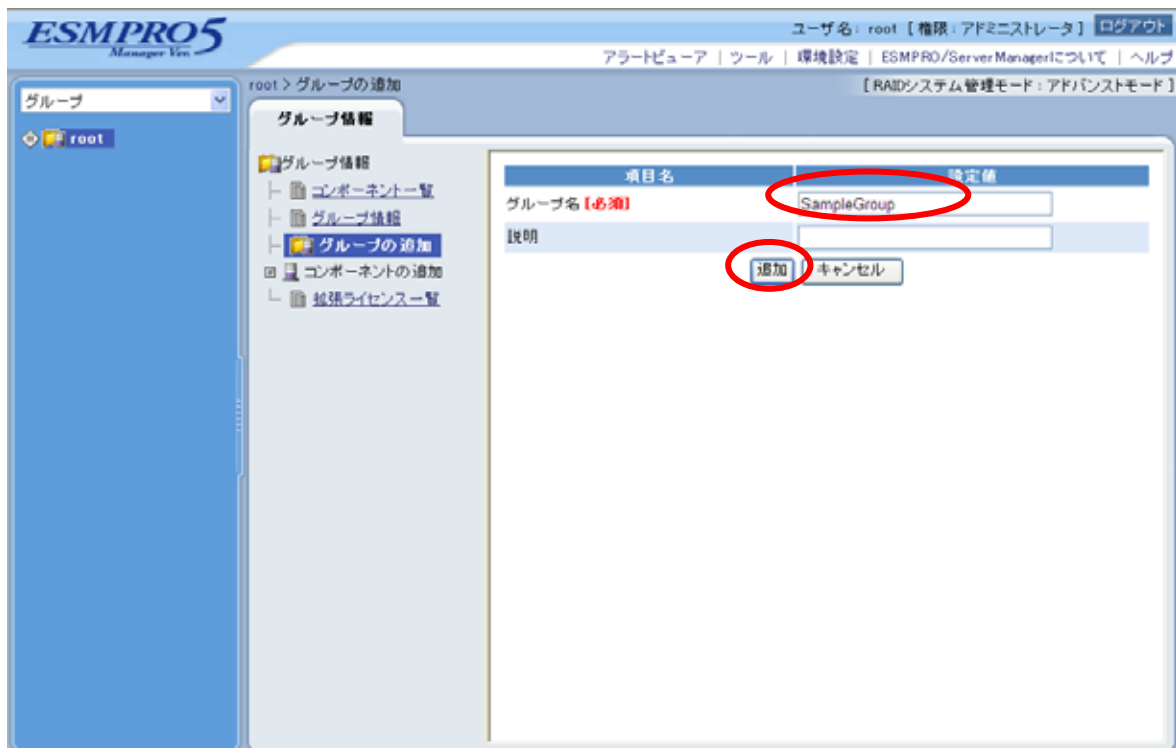 ESMPRO5
Manager Ver.
ユーザ名: root [ 権限 : アドミニストレータ ] ログアウト
アラートビューア | ツール | 環境設定 | ESMPRO/ServerManagerについて | ヘルプ
グループ
root
root > グループの追加
[ RAIDシステム管理モード : アドバンストモード ]
グループ情報
グループ情報
コンポーネント一覧
グループ情報
グループの追加
コンポーネントの追加
拡張ライセンス一覧
項目名 設定値
グループ名 [必須] SampleGroup
説明
追加 キャンセル